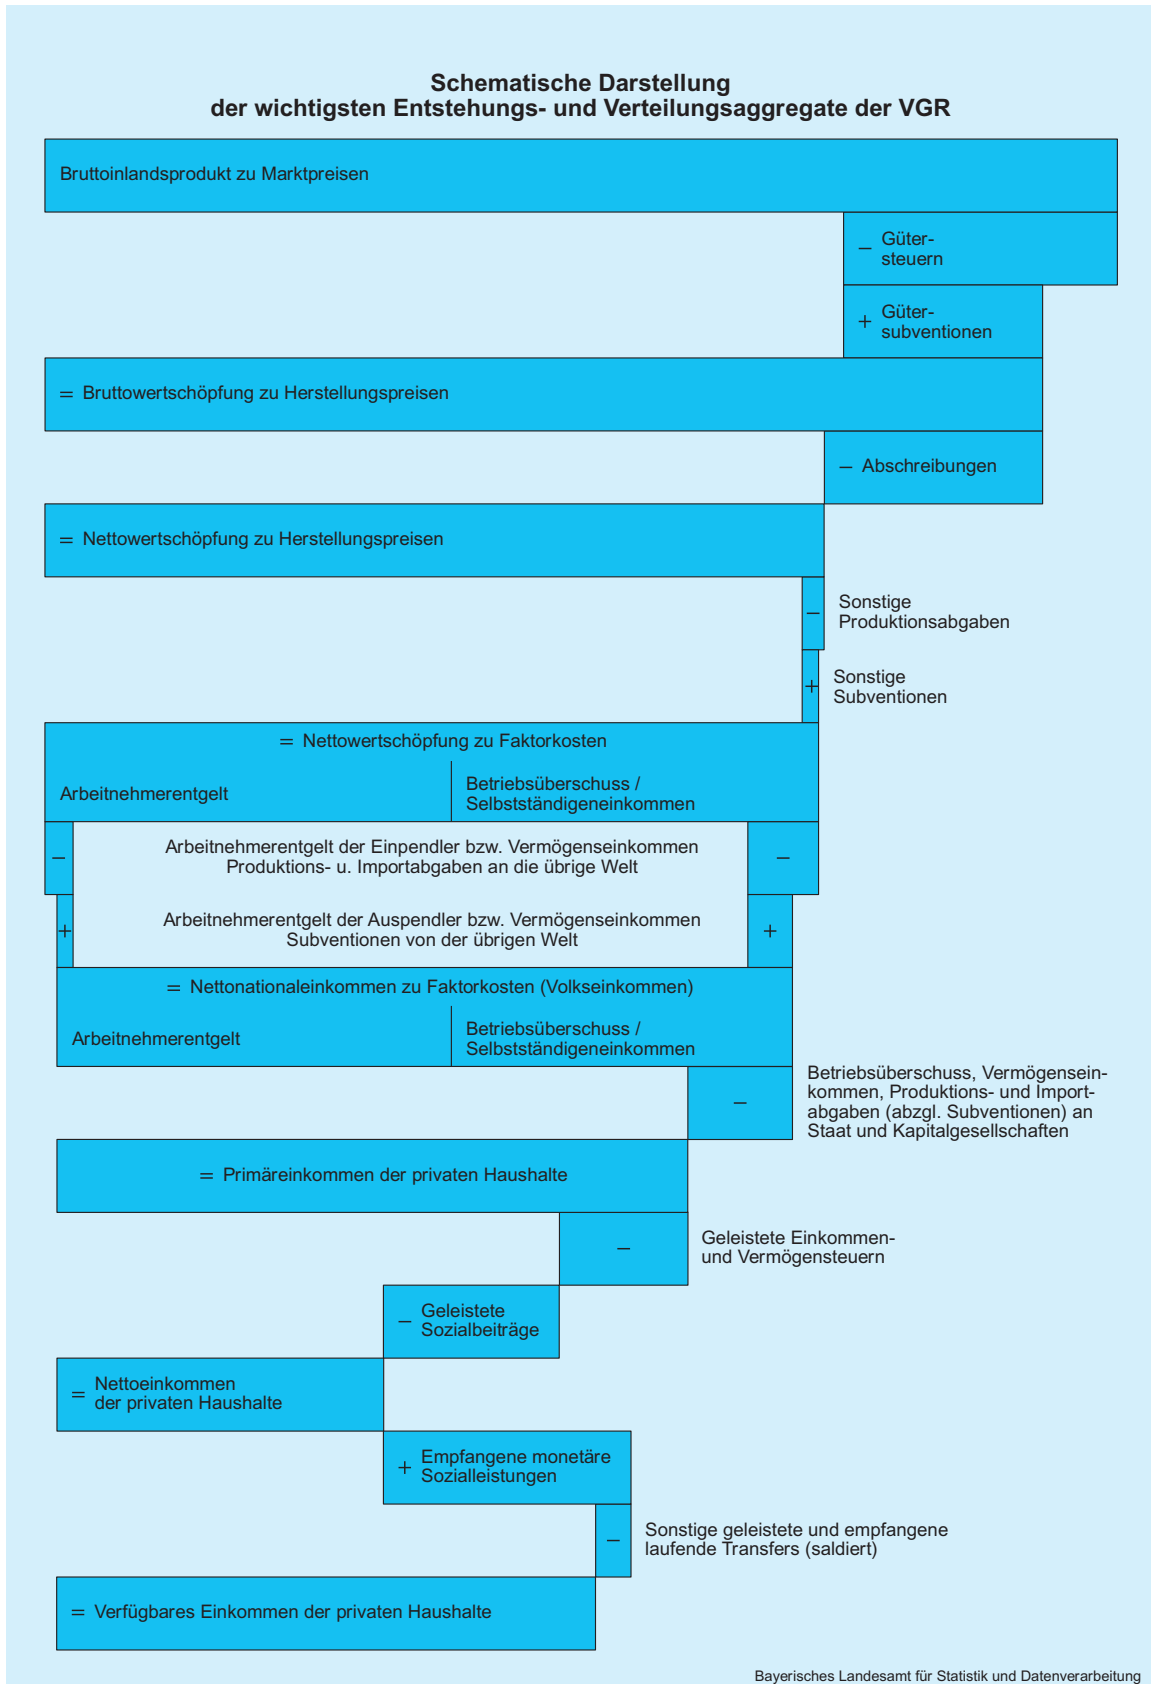 Schematische Darstellung
der wichtigsten Entstehungs- und Verteilungsaggregate der VGR
Bruttoinlandsprodukt zu Marktpreisen
− Güter-
steuern
+ Güter-
subventionen
= Bruttowertschöpfung zu Herstellungspreisen
− Abschreibungen
= Nettowertschöpfung zu Herstellungspreisen
− Sonstige
Produktionsabgaben
+ Sonstige
Subventionen
= Nettowertschöpfung zu Faktorkosten
Arbeitnehmerentgelt
Betriebsüberschuss /
Selbstständigeneinkommen
−
Arbeitnehmerentgelt der Einpendler bzw. Vermögenseinkommen
Produktions- u. Importabgaben an die übrige Welt
−
+
Arbeitnehmerentgelt der Auspendler bzw. Vermögenseinkommen
Subventionen von der übrigen Welt
+
= Nettonationaleinkommen zu Faktorkosten (Volkseinkommen)
Arbeitnehmerentgelt
Betriebsüberschuss /
Selbstständigeneinkommen
−
Betriebsüberschuss, Vermögensein-
kommen, Produktions- und Import-
abgaben (abzgl. Subventionen) an
Staat und Kapitalgesellschaften
= Primäreinkommen der privaten Haushalte
−
Geleistete Einkommen-
und Vermögensteuern
− Geleistete
Sozialbeiträge
= Nettoeinkommen
der privaten Haushalte
+ Empfangene monetäre
Sozialleistungen
−
Sonstige geleistete und empfangene
laufende Transfers (saldiert)
= Verfügbares Einkommen der privaten Haushalte
Bayerisches Landesamt für Statistik und Datenverarbeitung